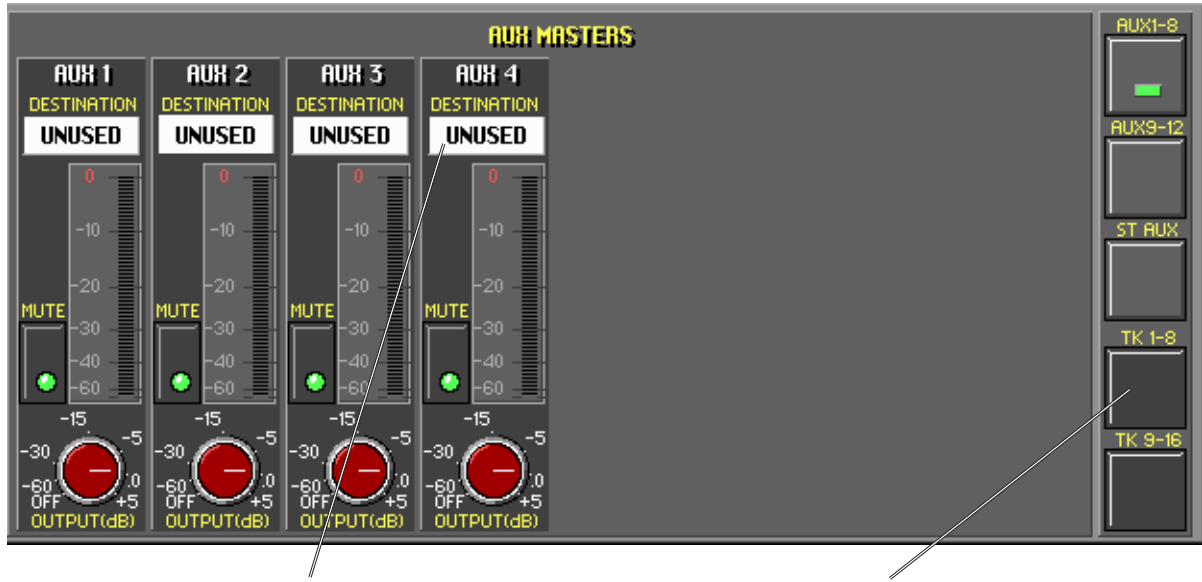 AUX MASTERS
AUX 1
DESTINATION
UNUSED
0
-10
-20
-30
-40
-60
MUTE
-15
-30
-5
-60
.0
OFF
+5
OUTPUT(dB)
AUX 2
DESTINATION
UNUSED
0
-10
-20
-30
-40
-60
MUTE
-15
-30
-5
-60
.0
OFF
+5
OUTPUT(dB)
AUX 3
DESTINATION
UNUSED
0
-10
-20
-30
-40
-60
MUTE
-15
-30
-5
-60
.0
OFF
+5
OUTPUT(dB)
AUX 4
DESTINATION
UNUSED
0
-10
-20
-30
-40
-60
MUTE
-15
-30
-5
-60
.0
OFF
+5
OUTPUT(dB)
AUX1-8
AUX9-12
ST AUX
TK 1-8
TK 9-16